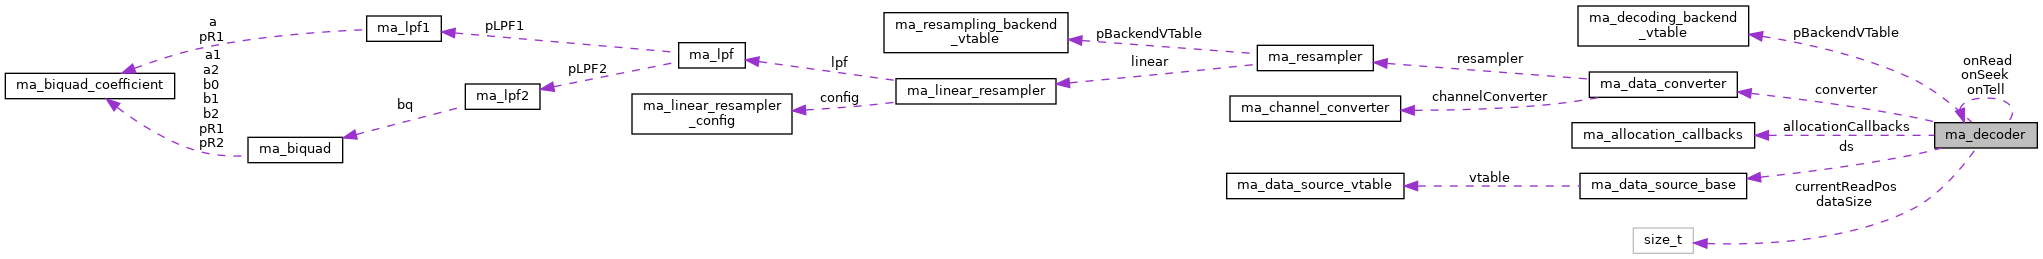 a
pR1
ma_lpf1
pLPF1
ma_resampling_backend
_vtable
pBackendVTable
ma_decoding_backend
_vtable
pBackendVTable
a1
a2
b0
b1
b2
pR1
pR2
ma_biquad_coefficient
ma_lpf
pLPF2
lpf
ma_resampler
resampler
linear
onRead
onSeek
onTell
ma_lpf2
bq
ma_linear_resampler
_config
config
ma_linear_resampler
ma_data_converter
converter
ma_channel_converter
channelConverter
ma_biquad
ma_allocation_callbacks
allocationCallbacks
ma_decoder
ds
ma_data_source_vtable
vtable
ma_data_source_base
currentReadPos
dataSize
size_t